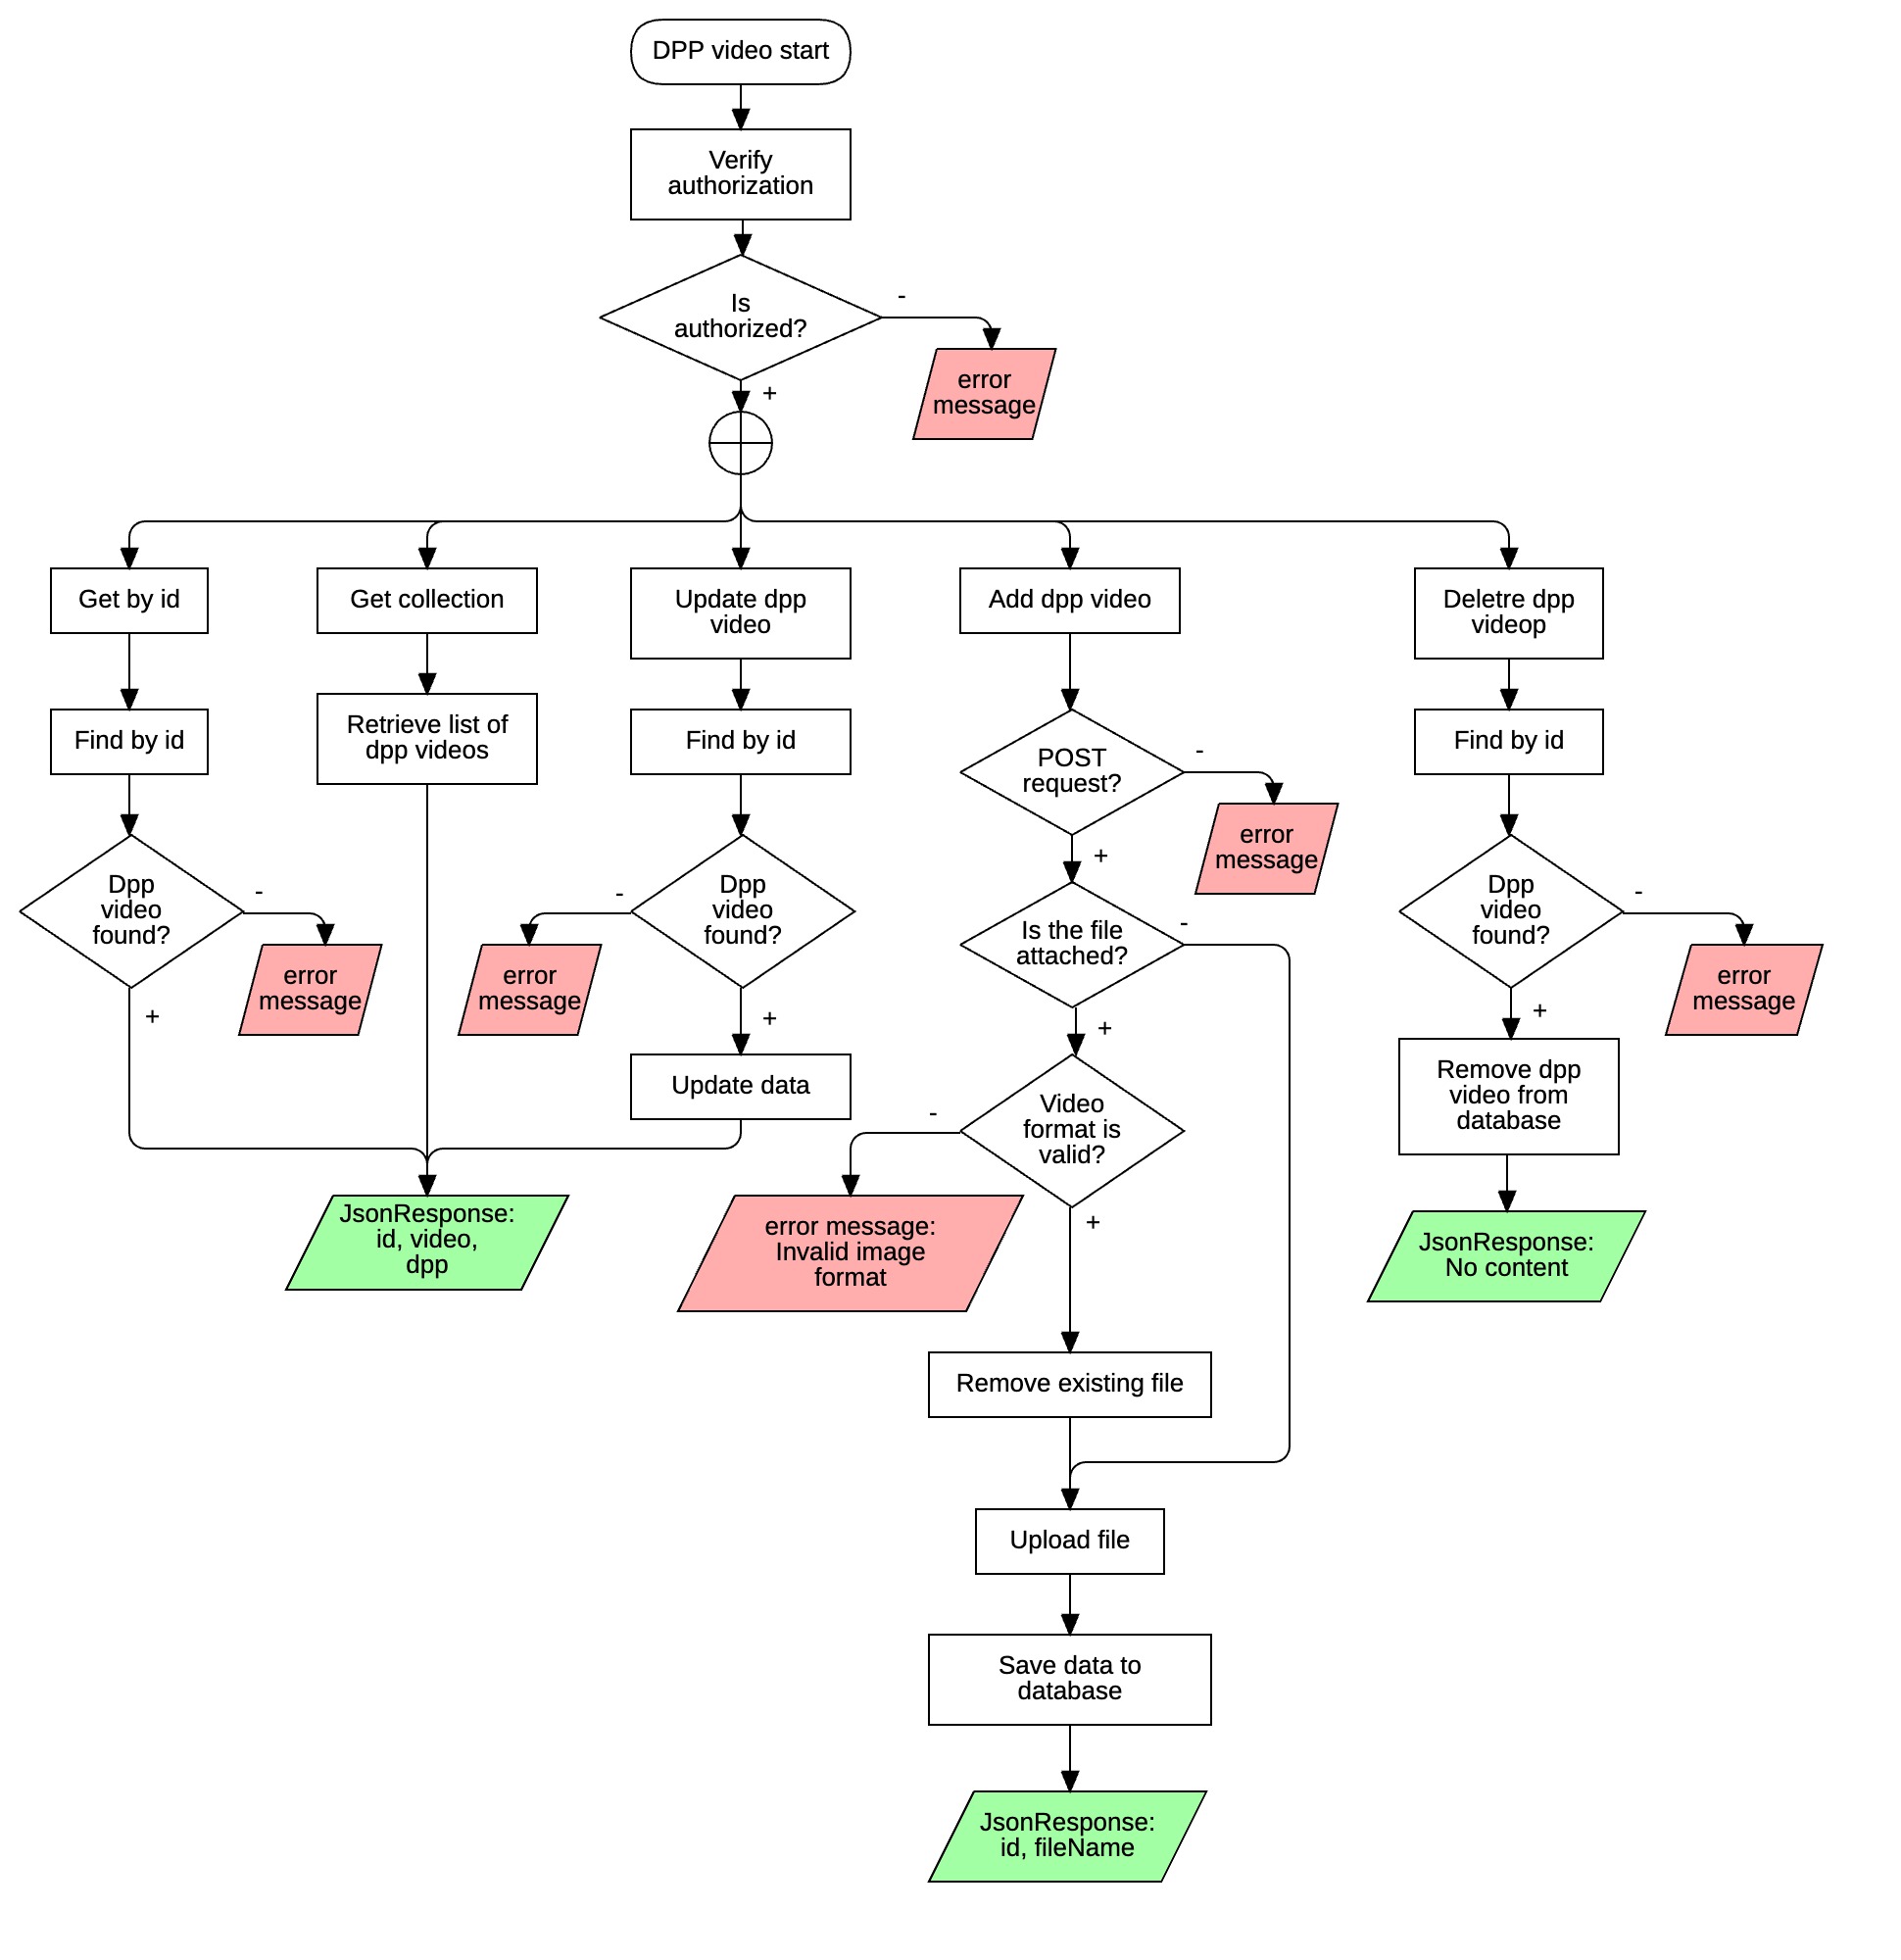 DPP video start
Verify
authorization
Is
authorized?
-
error
message
+
Get by id
Get collection
Update dpp
video
Add dpp video
Deletre dpp
videop
Find by id
Retrieve list of
dpp videos
Find by id
POST
request?
-
error
message
+
Find by id
Dpp
video
found?
-
error
message
+
Dpp
video
found?
-
error
message
+
Update data
Is the file
attached?
-
+
Video
format is
valid?
-
+
Dpp
video
found?
-
error
message
+
Remove dpp
video from
database
JsonResponse:
id, video,
dpp
error message:
Invalid image
format
JsonResponse:
No content
Remove existing file
Upload file
Save data to
database
JsonResponse:
id, fileName